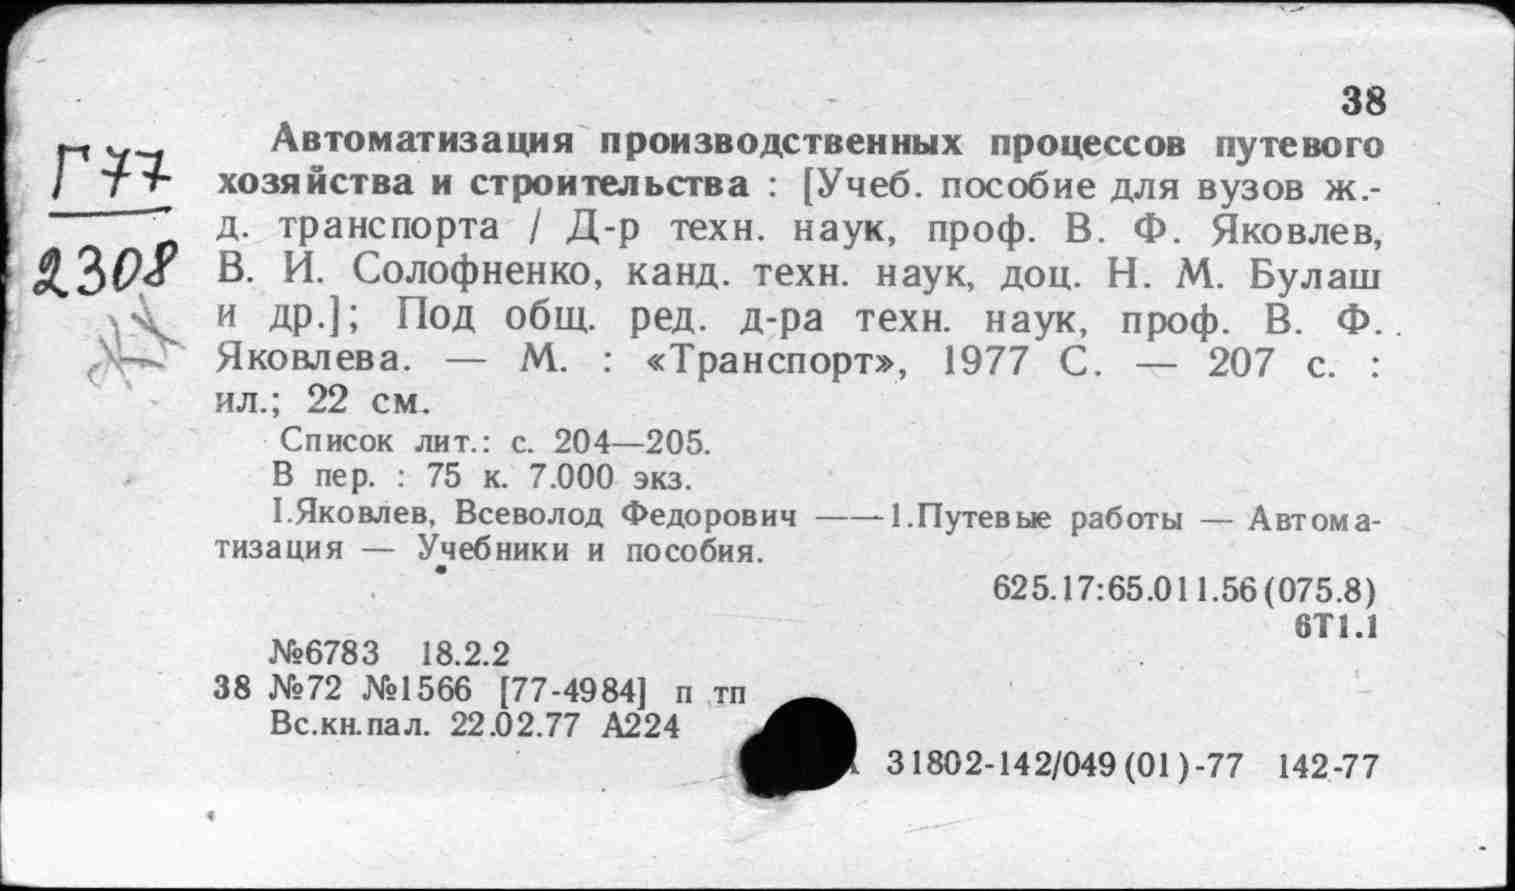 38
Автоматизация производственных процессов путевого
хозяйства и строительства : [Учеб. пособие для вузов ж.-
д. транспорта / Д-р техн. наук, проф. В. Ф. Яковлев,
В. И. Солофненко, канд. техн. наук, доц. Н. М. Булаш
и др.]; Под общ. ред. д-ра техн. наук, проф. В. Ф.
Яковлева. — М. : «Транспорт», 1977 С. — 207 с. :
ил.; 22 см.
Список лит.: с. 204—205.
В пер. : 75 к. 7.000 экз.
I.Яковлев, Всеволод Федорович ——1.Путевые работы — Автома-
тизация — Учебники и пособия.
625.17:65.011.56(075.8)
6Т1.1
№6783 18.2.2
38 №72 №1566 [77-4984] п тп
Вс.кн.пал. 22.02.77 А224
31802-142/049(01)-77 142-77
Г77
2308